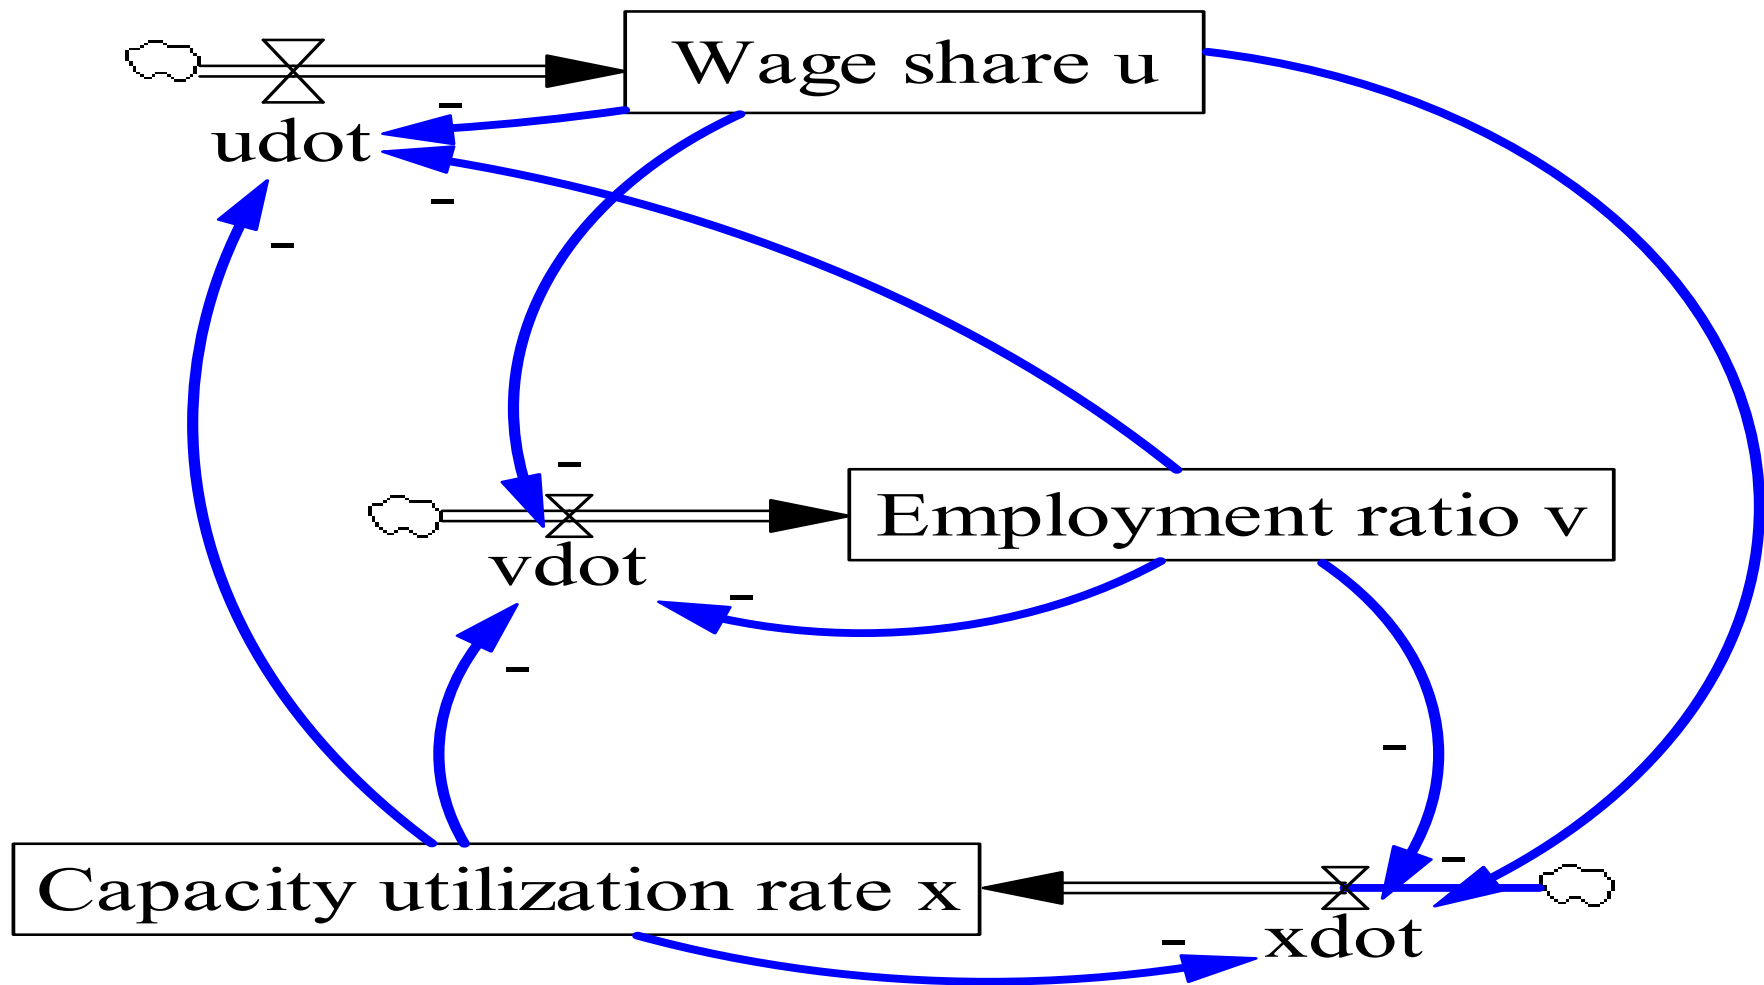 Wage share u
-
udot
-
-
-
Employment ratio v
vdot
-
-
-
-
Capacity utilization rate x
-
xdot